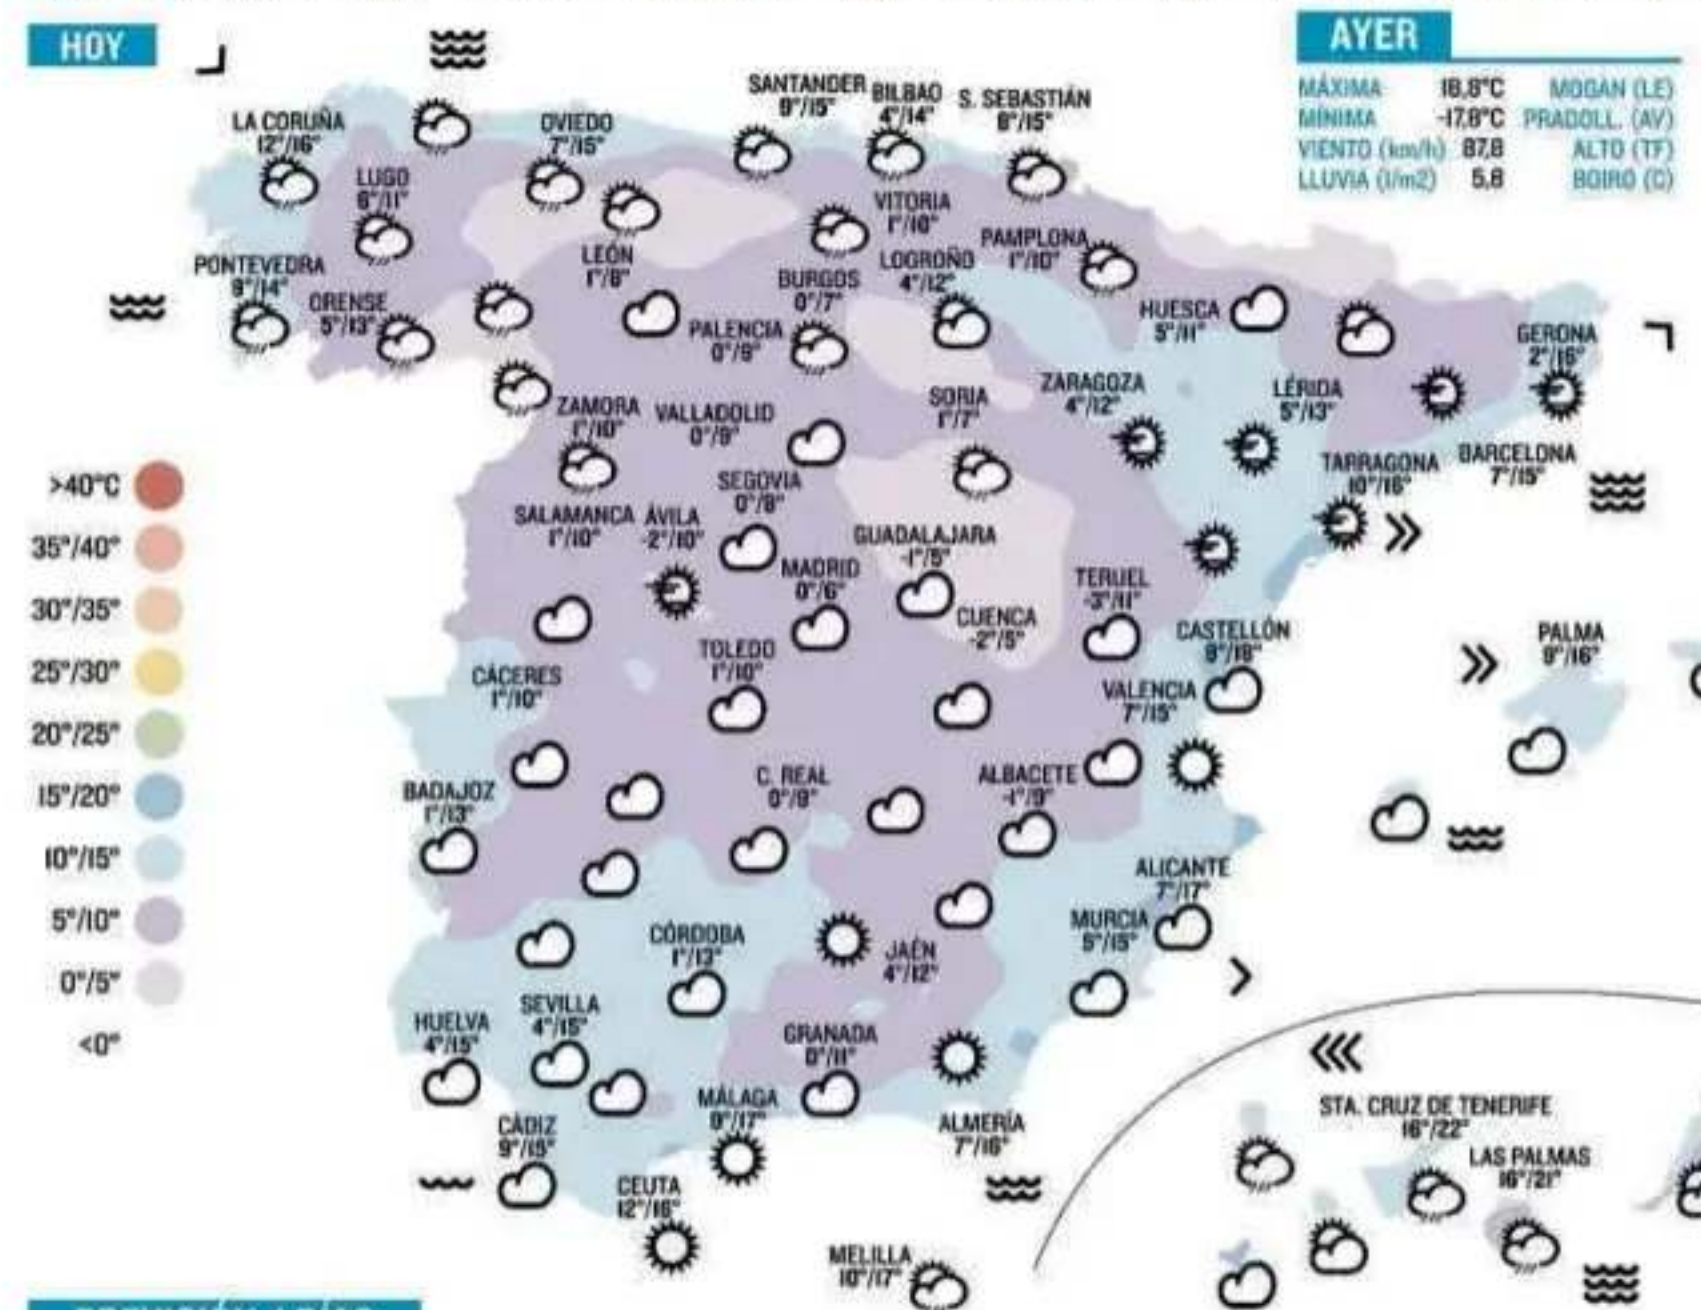 HOY
AYER
MÁXIMA 18,8°C MOGAN (LE)
MÍNIMA -17,8°C PRADOLL. (AV)
VIENTO (km/h) 87,8 ALTO (TF)
LLUVIA (l/m2) 5,8 BOIRO (C)
SANTANDER
9°/15°
BILBAO
4°/14°
S. SEBASTIÁN
8°/15°
LA CORUÑA
12°/16°
OVIEDO
7°/15°
LUGO
6°/11°
VITORIA
1°/10°
PAMPLONA
1°/10°
LEÓN
1°/8°
LOGROÑO
4°/12°
PONTEVEDRA
9°/14°
BURGOS
0°/7°
ORENSE
5°/13°
HUESCA
5°/11°
PALENCIA
0°/9°
GERONA
2°/16°
ZARAGOZA
4°/12°
LÉRIDA
5°/13°
SORIA
1°/7°
ZAMORA
1°/10°
VALLADOLID
0°/9°
BARCELONA
7°/15°
TARRAGONA
10°/16°
SEGOVIA
0°/8°
SALAMANCA
1°/10°
ÁVILA
-2°/10°
GUADALAJARA
-1°/5°
MADRID
0°/6°
TERUEL
-3°/11°
CUENCA
-2°/5°
CASTELLÓN
9°/18°
PALMA
9°/16°
TOLEDO
1°/10°
CÁCERES
1°/10°
VALENCIA
7°/15°
C. REAL
0°/9°
ALBACETE
-1°/9°
BADAJOZ
1°/13°
ALICANTE
7°/17°
MURCIA
5°/15°
CÓRDOBA
1°/13°
JAÉN
4°/12°
SEVILLA
4°/15°
HUELVA
4°/15°
GRANADA
0°/11°
MÁLAGA
9°/17°
ALMERÍA
7°/16°
CÁDIZ
9°/15°
CEUTA
12°/16°
MELILLA
10°/17°
STA. CRUZ DE TENERIFE
16°/22°
LAS PALMAS
16°/21°
>40°C
35°/40°
30°/35°
25°/30°
20°/25°
15°/20°
10°/15°
5°/10°
0°/5°
<0°